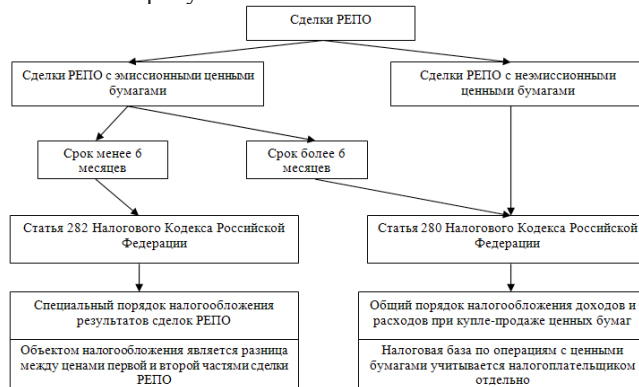 Сделки РЕПО
Сделки РЕПО с эмиссионными ценными
бумагами
Сделки РЕПО с неэмиссионными
ценными бумагами
Срок менее 6
месяцев
Срок более 6
месяцев
Статья 282 Налогового Кодекса Российской
Федерации
Статья 280 Налогового Кодекса Российской
Федерации
Специальный порядок налогообложения
результатов сделок РЕПО
Объектом налогообложения является разница
между ценами первой и второй частями сделки
РЕПО
Общий порядок налогообложения доходов и
расходов при купле-продаже ценных бумаг
Налоговая база по операциям с ценными
бумагами учитывается налогоплательщиком
отдельно